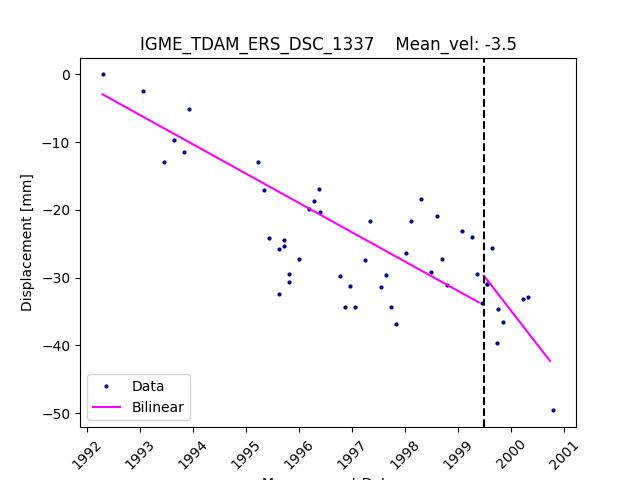 IGME_TDAM_ERS_DSC_1337    Mean_vel: -3.5
Displacement [mm]
0
−10
−20
−30
−40
−50
Data
Bilinear
1992 1993 1994 1995 1996 1997 1998 1999 2000 2001